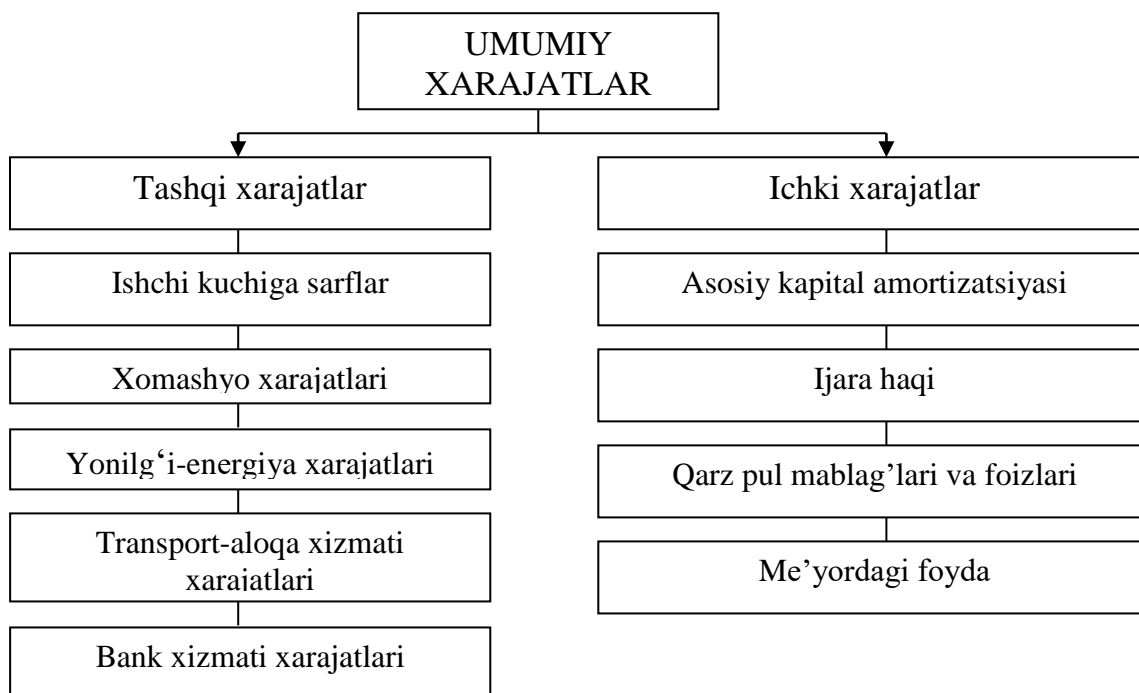 UMUMIY
XARAJATLAR
Tashqi xarajatlar
Ishchi kuchiga sarflar
Xomashyo xarajatlari
Yonilg‘i-energiya xarajatlari
Transport-aloqa xizmati
xarajatlari
Bank xizmati xarajatlari
Ichki xarajatlar
Asosiy kapital amortizatsiyasi
Ijara haqi
Qarz pul mablag’lari va foizlari
Me’yordagi foyda